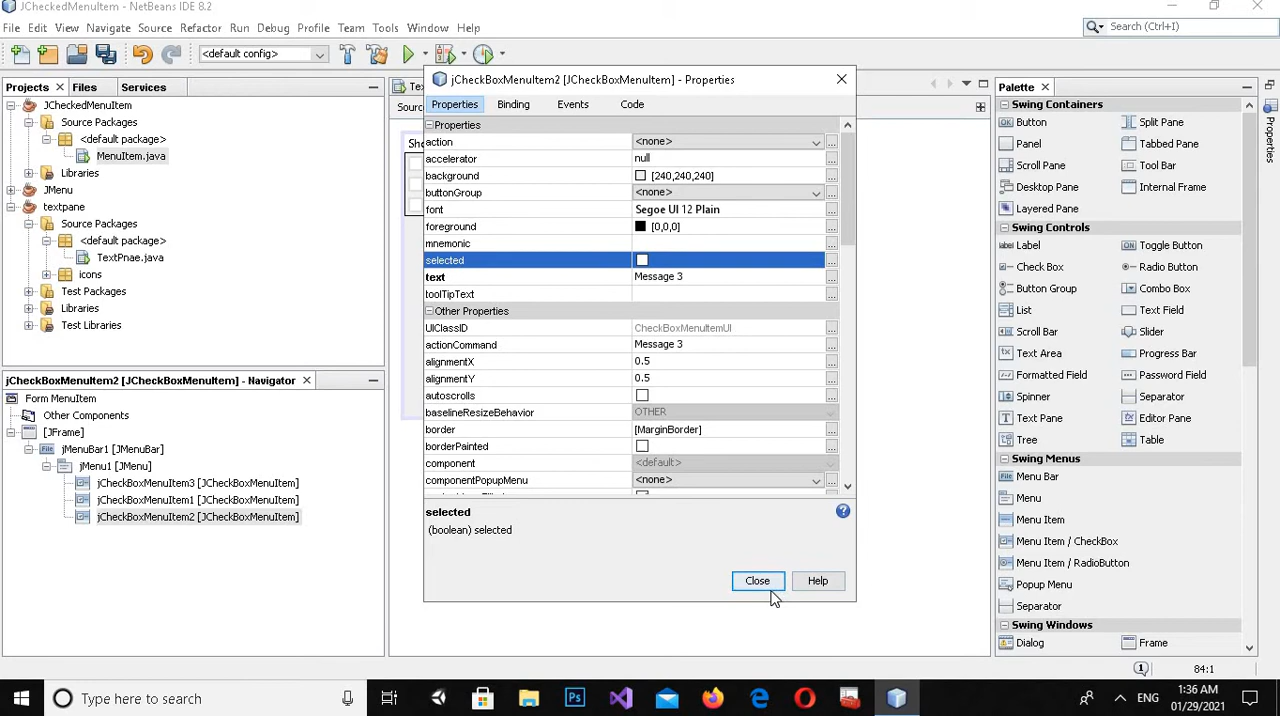 JCheckedMenuItem - NetBeans IDE 8.2
File Edit View Navigate Source Refactor Run Debug Profile Team Tools Window Help
Search (Ctrl+I)
<default config>
Projects Files Services
JCheckedMenuItem
Source Packages
<default package>
MenuItem.java
Libraries
JMenu
textpane
Source Packages
<default package>
TextPnae.java
icons
Test Packages
Libraries
Test Libraries
jCheckBoxMenuItem2 [JCheckBoxMenuItem] - Navigator
Form MenuItem
Other Components
[JFrame]
jMenuBar1 [JMenuBar]
jMenu1 [JMenu]
jCheckBoxMenuItem3 [JCheckBoxMenuItem]
jCheckBoxMenuItem1 [JCheckBoxMenuItem]
jCheckBoxMenuItem2 [JCheckBoxMenuItem]
jCheckBoxMenuItem2 [JCheckBoxMenuItem] - Properties
Properties Binding Events Code
Properties
action <none>
accelerator null
background [240,240,240]
buttonGroup <none>
font Segoe UI 12 Plain
foreground [0,0,0]
mnemonic
selected
text Message 3
toolTipText
Other Properties
UIClassID CheckBoxMenuItemUI
actionCommand Message 3
alignmentX 0.5
alignmentY 0.5
autoscrolls
baselineResizeBehavior OTHER
border [MarginBorder]
borderPainted
component <default>
componentPopupMenu <none>
selected
(boolean) selected
Close Help
Palette
Swing Containers
Button Split Pane
Panel Tabbed Pane
Scroll Pane Tool Bar
Desktop Pane Internal Frame
Layered Pane
Swing Controls
Label Toggle Button
Check Box Radio Button
Button Group Combo Box
List Text Field
Scroll Bar Slider
Text Area Progress Bar
Formatted Field Password Field
Spinner Separator
Text Pane Editor Pane
Tree Table
Swing Menus
Menu Bar
Menu
Menu Item
Menu Item / CheckBox
Menu Item / RadioButton
Popup Menu
Separator
Swing Windows
Dialog Frame
Properties
84:1
Type here to search
ENG
1:36 AM
01/29/2021